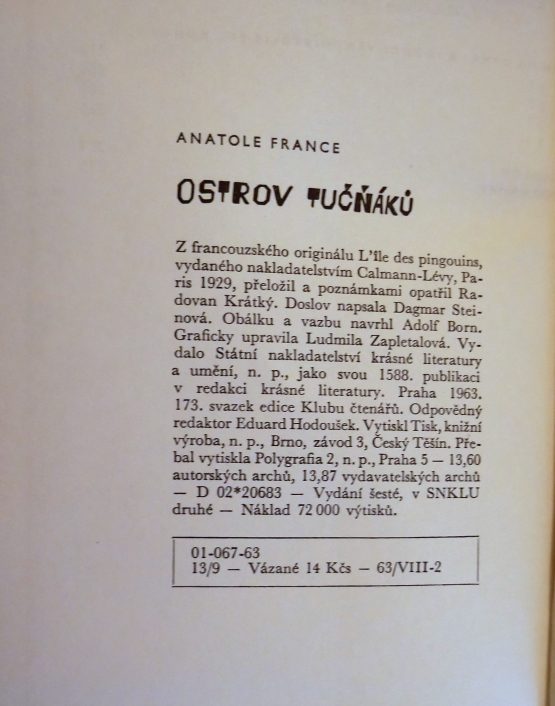 ANATOLE FRANCE
OSTROV TUČŇÁKŮ
Z francouzského originálu L'île des pingouins,
vydaného nakladatelstvím Calmann-Lévy, Pa-
ris 1929, přeložil a poznámkami opatřil Ra-
dovan Krátký. Doslov napsala Dagmar Stei-
nová. Obálku a vazbu navrhl Adolf Born.
Graficky upravila Ludmila Zapletalová. Vy-
dalo Státní nakladatelství krásné literatury
a umění, n. p., jako svou 1588. publikaci
v redakci krásné literatury. Praha 1963.
173. svazek edice Klubu čtenářů. Odpovědný
redaktor Eduard Hodoušek. Vytiskl Tisk, knižní
výroba, n. p., Brno, závod 3, Český Těšín. Pře-
bal vytiskla Polygrafia 2, n. p., Praha 5 — 13,60
autorských archů, 13,87 vydavatelských archů
— D 02*20683 — Vydání šesté, v SNKLU
druhé — Náklad 72 000 výtisků.
01-067-63
13/9 — Vázané 14 Kčs — 63/VIII-2